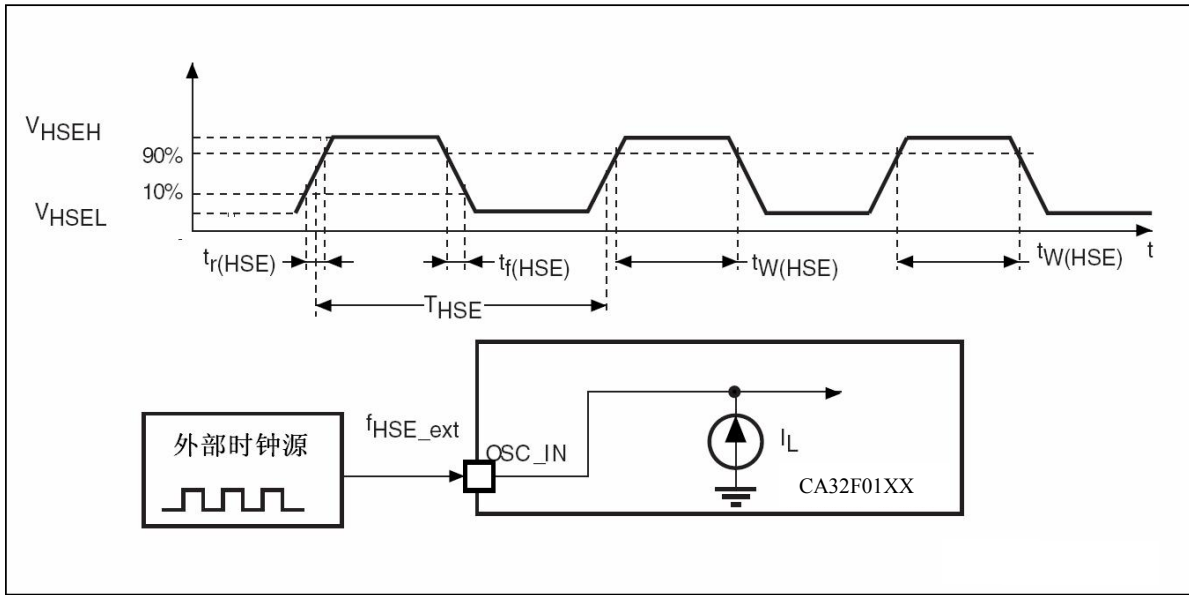 VHSEH
90%
10%
VHSEL
tr(HSE)
tf(HSE)
tW(HSE)
tW(HSE)
t
THSE
外部时钟源
fHSE_ext
OSC_IN
IL
CA32F01XX